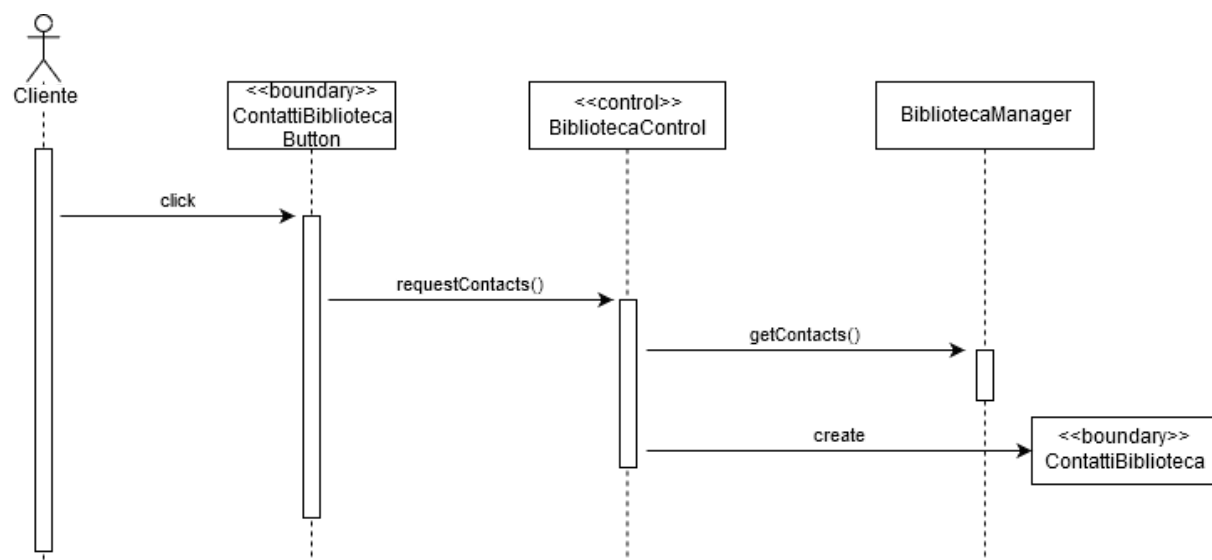 Cliente
<<boundary>>
ContattiBiblioteca
Button
<<control>>
BibliotecaControl
BibliotecaManager
click
requestContacts()
getContacts()
create
<<boundary>>
ContattiBiblioteca